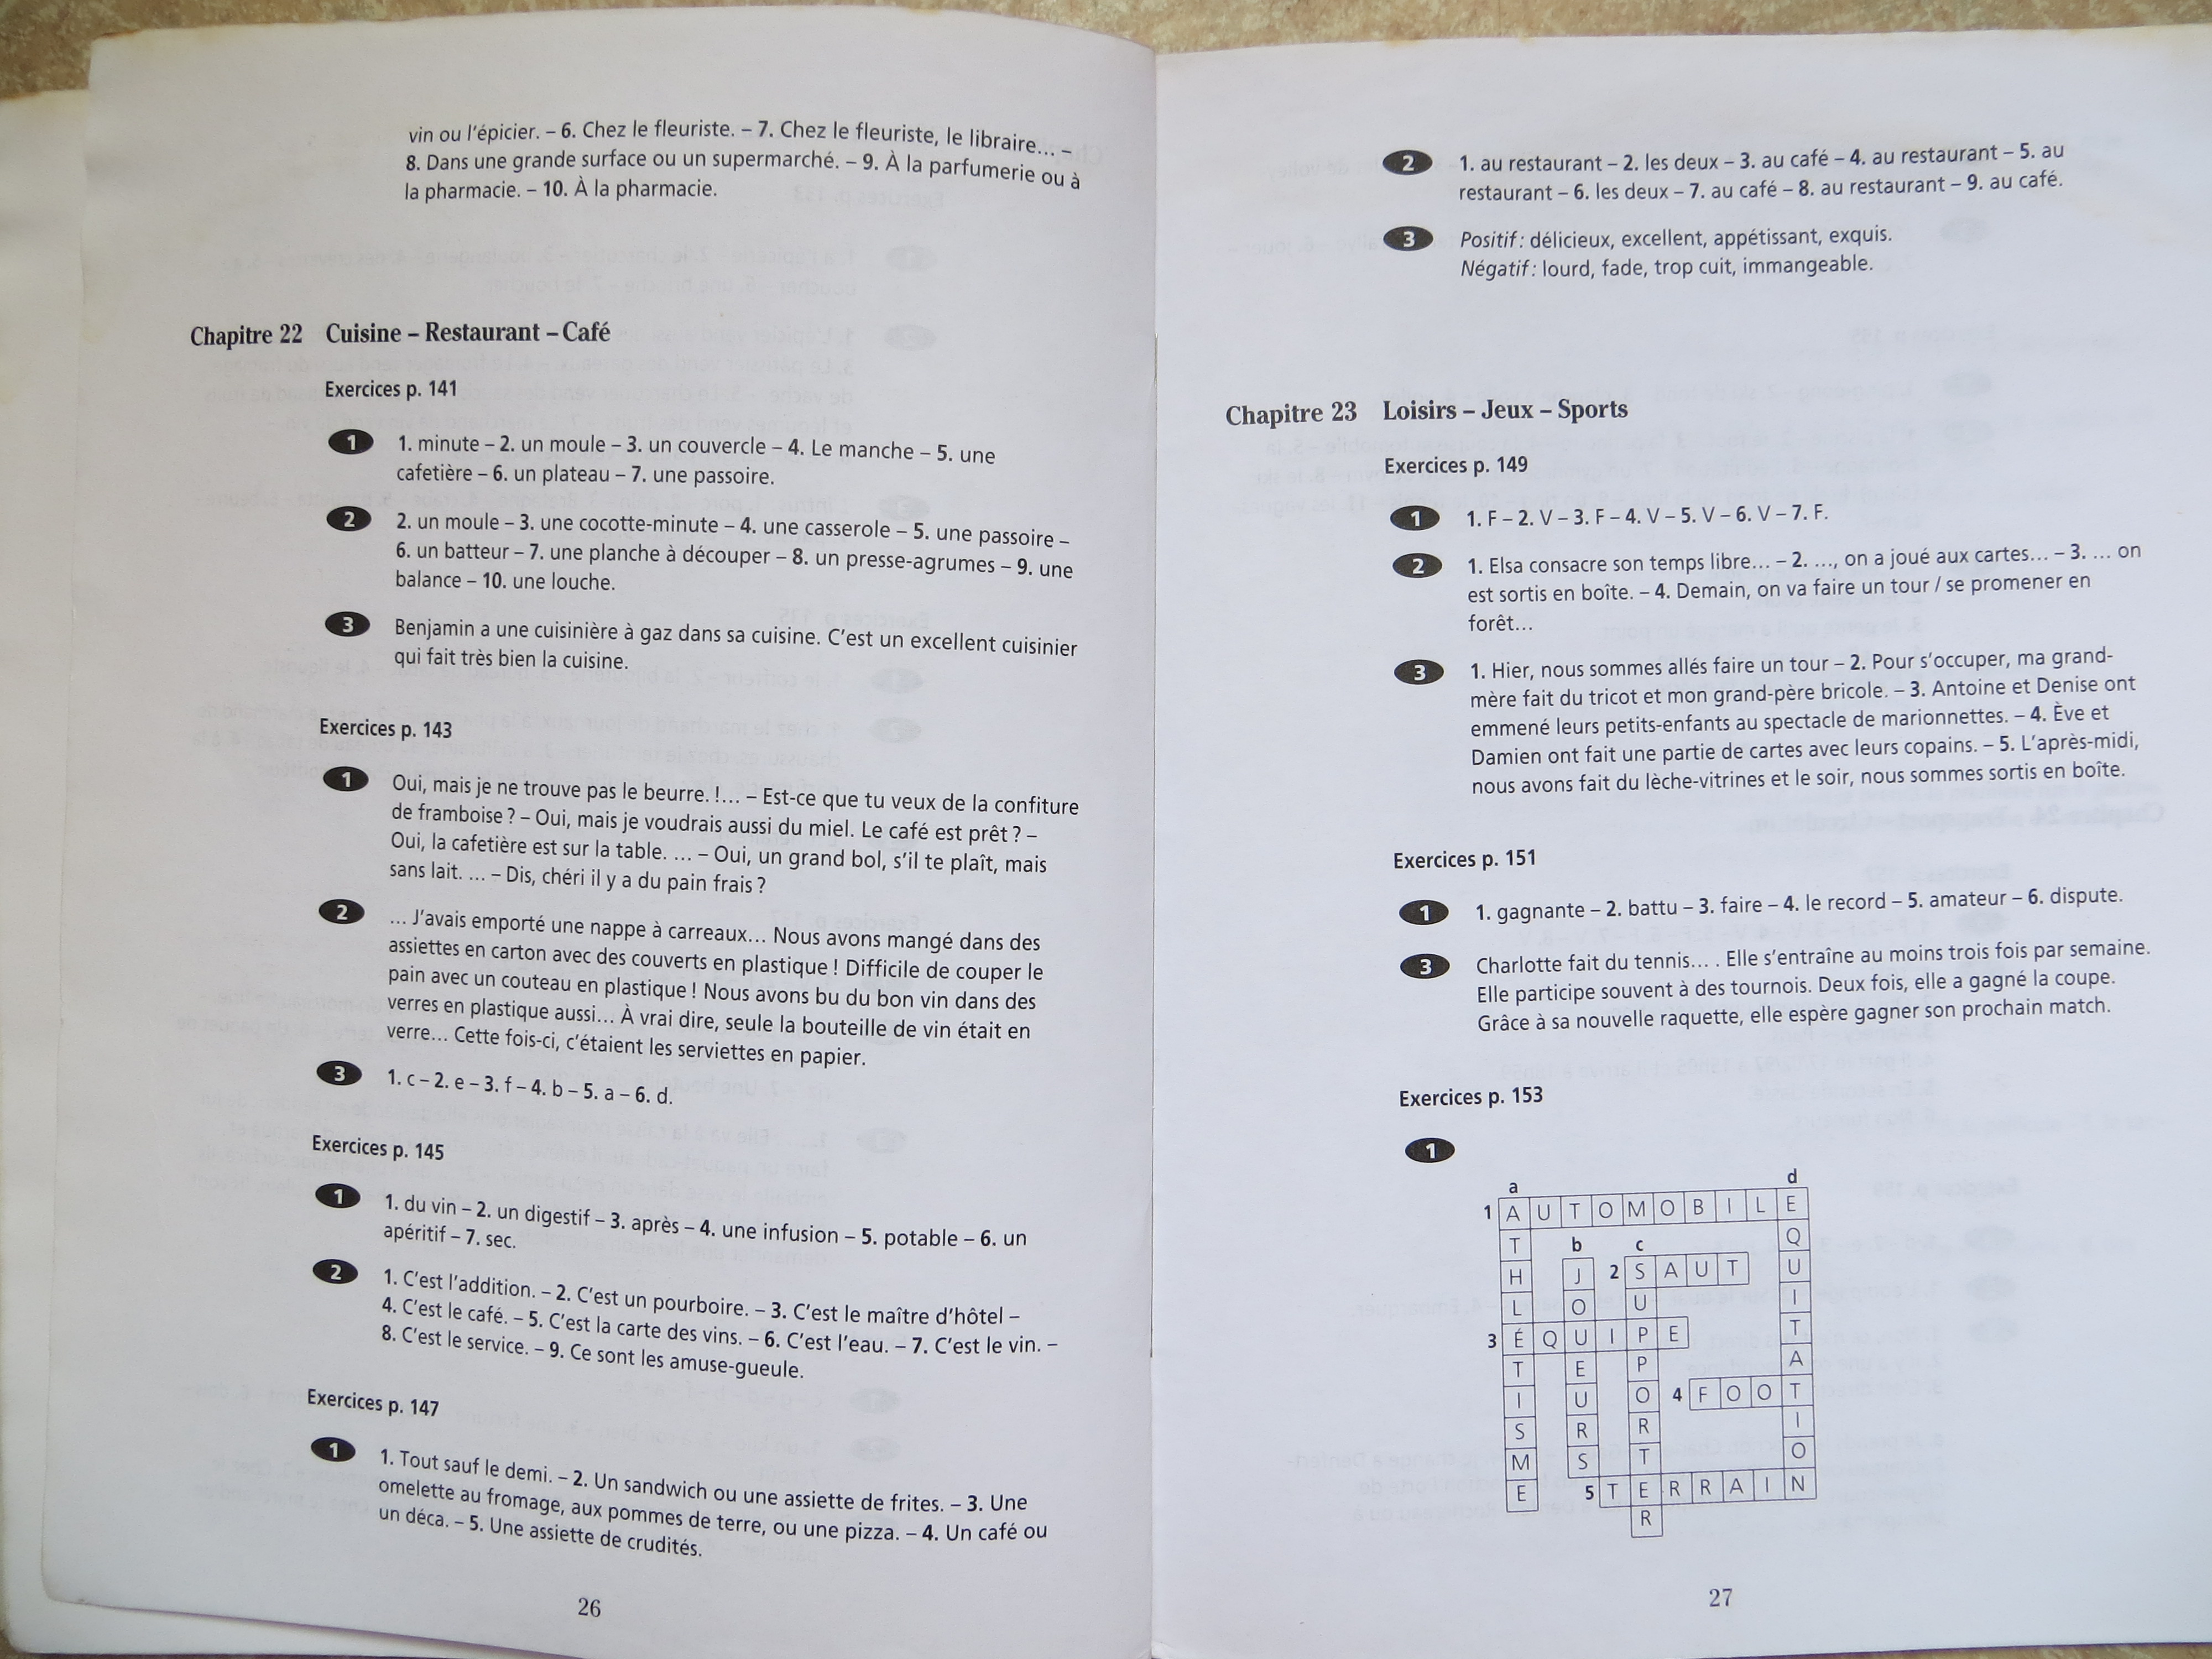 vin ou l'épicier. – 6. Chez le fleuriste. – 7. Chez le fleuriste, le libraire… –
8. Dans une grande surface ou un supermarché. – 9. À la parfumerie ou à
la pharmacie. – 10. À la pharmacie.
Chapitre 22 Cuisine – Restaurant – Café
Exercices p. 141
1 1. minute – 2. un moule – 3. un couvercle – 4. Le manche – 5. une
cafetière – 6. un plateau – 7. une passoire.
2 2. un moule – 3. une cocotte-minute – 4. une casserole – 5. une passoire –
6. un batteur – 7. une planche à découper – 8. un presse-agrumes – 9. une
balance – 10. une louche.
3 Benjamin a une cuisinière à gaz dans sa cuisine. C'est un excellent cuisinier
qui fait très bien la cuisine.
Exercices p. 143
1 Oui, mais je ne trouve pas le beurre. !… – Est-ce que tu veux de la confiture
de framboise ? – Oui, mais je voudrais aussi du miel. Le café est prêt ? –
Oui, la cafetière est sur la table. … – Oui, un grand bol, s'il te plaît, mais
sans lait. … – Dis, chéri il y a du pain frais ?
2 … J'avais emporté une nappe à carreaux… Nous avons mangé dans des
assiettes en carton avec des couverts en plastique ! Difficile de couper le
pain avec un couteau en plastique ! Nous avons bu du bon vin dans des
verres en plastique aussi… À vrai dire, seule la bouteille de vin était en
verre… Cette fois-ci, c'étaient les serviettes en papier.
3 1. c – 2. e – 3. f – 4. b – 5. a – 6. d.
Exercices p. 145
1 1. du vin – 2. un digestif – 3. après – 4. une infusion – 5. potable – 6. un
apéritif – 7. sec.
2 1. C'est l'addition. – 2. C'est un pourboire. – 3. C'est le maître d'hôtel –
4. C'est le café. – 5. C'est la carte des vins. – 6. C'est l'eau. – 7. C'est le vin. –
8. C'est le service. – 9. Ce sont les amuse-gueule.
Exercices p. 147
1 1. Tout sauf le demi. – 2. Un sandwich ou une assiette de frites. – 3. Une
omelette au fromage, aux pommes de terre, ou une pizza. – 4. Un café ou
un déca. – 5. Une assiette de crudités.
26
2 1. au restaurant – 2. les deux – 3. au café – 4. au restaurant – 5. au
restaurant – 6. les deux – 7. au café – 8. au restaurant – 9. au café.
3 Positif : délicieux, excellent, appétissant, exquis.
Négatif : lourd, fade, trop cuit, immangeable.
Chapitre 23 Loisirs – Jeux – Sports
Exercices p. 149
1 1. F – 2. V – 3. F – 4. V – 5. V – 6. V – 7. F.
2 1. Elsa consacre son temps libre… – 2. …, on a joué aux cartes… – 3. … on
est sortis en boîte. – 4. Demain, on va faire un tour / se promener en
forêt…
3 1. Hier, nous sommes allés faire un tour – 2. Pour s'occuper, ma grand-
mère fait du tricot et mon grand-père bricole. – 3. Antoine et Denise ont
emmené leurs petits-enfants au spectacle de marionnettes. – 4. Ève et
Damien ont fait une partie de cartes avec leurs copains. – 5. L'après-midi,
nous avons fait du lèche-vitrines et le soir, nous sommes sortis en boîte.
Exercices p. 151
1 1. gagnante – 2. battu – 3. faire – 4. le record – 5. amateur – 6. dispute.
3 Charlotte fait du tennis… . Elle s'entraîne au moins trois fois par semaine.
Elle participe souvent à des tournois. Deux fois, elle a gagné la coupe.
Grâce à sa nouvelle raquette, elle espère gagner son prochain match.
Exercices p. 153
1
a d
1 A U T O M O B I L E
T b c Q
H J 2 S A U T U
L O U I
3 É Q U I P E T
T E P A
I U O 4 F O O T
S R R I
M S T O
E 5 T E R R A I N
R
27